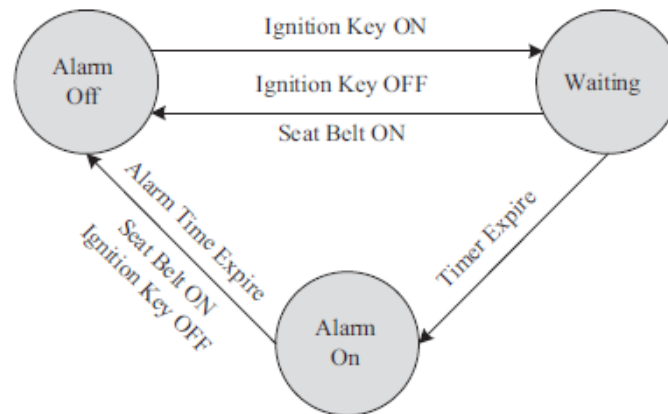 Ignition Key ON
Alarm
Off
Ignition Key OFF
Waiting
Seat Belt ON
Alarm Time Expire
Seat Belt ON
Ignition Key OFF
Timer Expire
Alarm
On